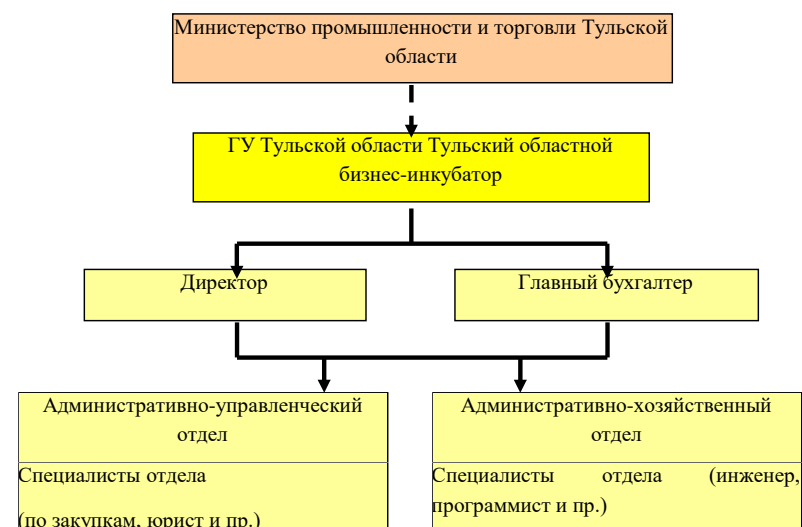 Министерство промышленности и торговли Тульской
области
ГУ Тульской области Тульский областной
бизнес-инкубатор
Директор
Главный бухгалтер
Административно-управленческий
отдел
Специалисты отдела
(по закупкам, юрист и пр.)
Административно-хозяйственный
отдел
Специалисты отдела (инженер,
программист и пр.)